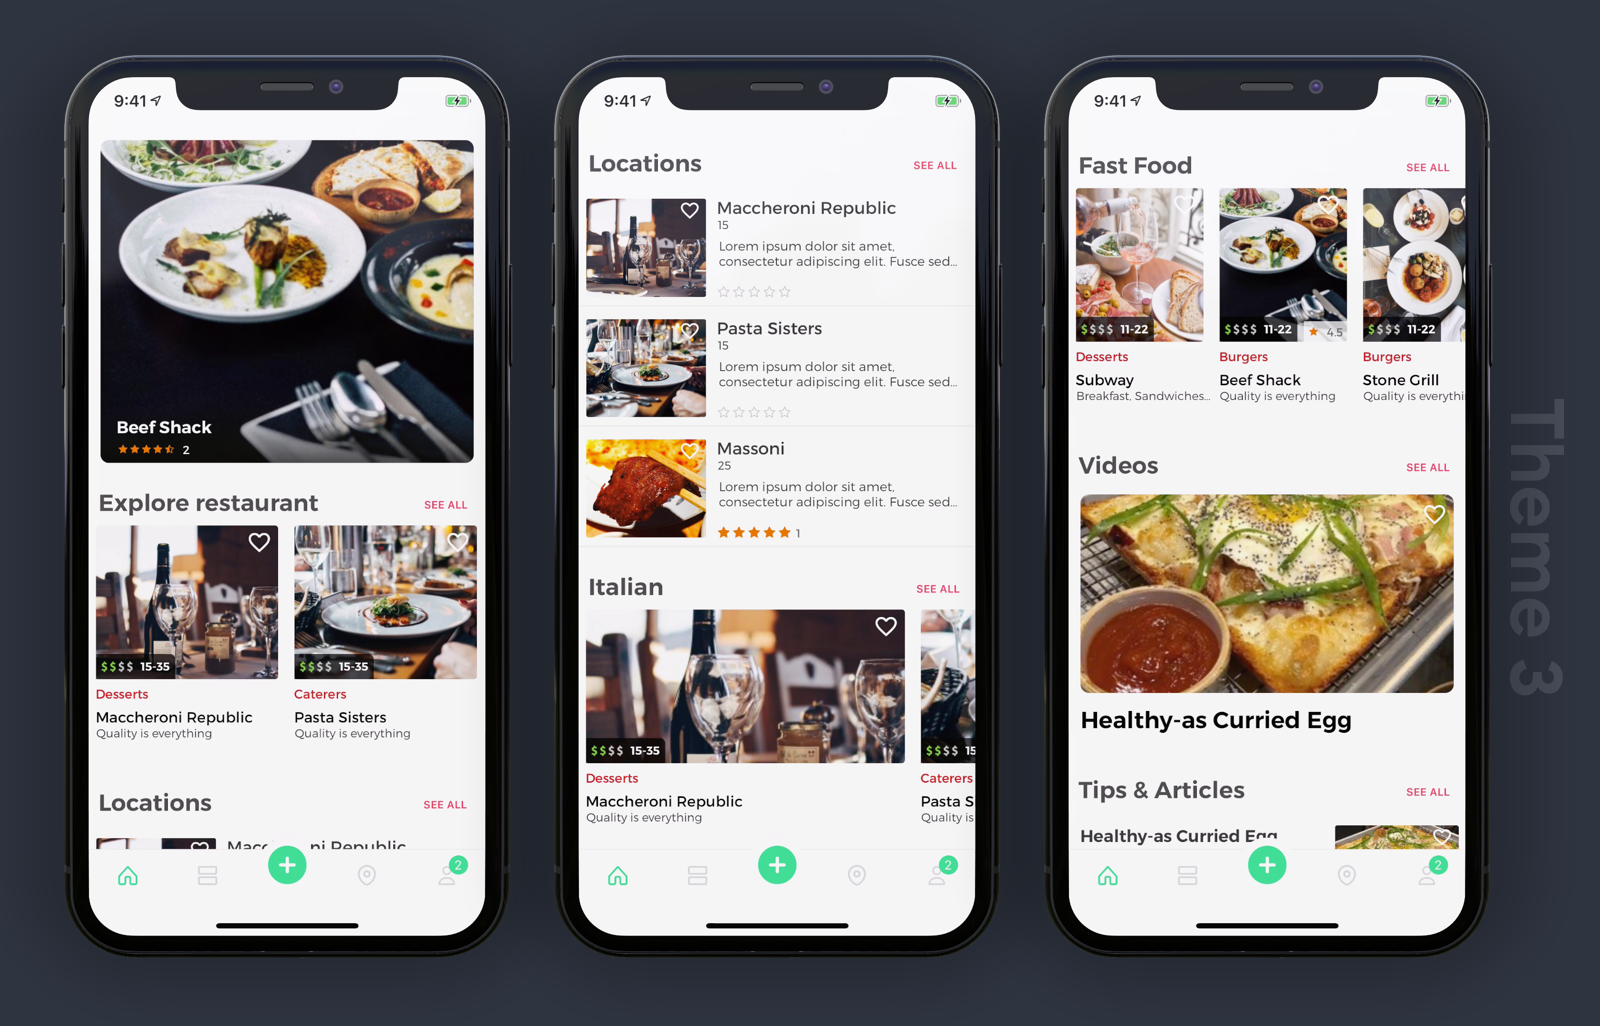 9:41
Beef Shack
2
Explore restaurant
SEE ALL
$$$$ 15-35
$$$$ 15-35
Desserts
Caterers
Maccheroni Republic
Pasta Sisters
Quality is everything
Quality is everything
Locations
SEE ALL
2
9:41
Locations
SEE ALL
Maccheroni Republic
15
Lorem ipsum dolor sit amet,
consectetur adipiscing elit. Fusce sed...
Pasta Sisters
15
Lorem ipsum dolor sit amet,
consectetur adipiscing elit. Fusce sed...
Massoni
25
Lorem ipsum dolor sit amet,
consectetur adipiscing elit. Fusce sed...
1
Italian
SEE ALL
$$$$ 15-35
$$$$ 15
Desserts
Caterers
Maccheroni Republic
Pasta S
Quality is everything
Quality is
2
9:41
Fast Food
SEE ALL
$$$$ 11-22
$$$$ 11-22
4.5
$$$$ 11-22
Desserts
Burgers
Burgers
Subway
Beef Shack
Stone Grill
Breakfast, Sandwiches...
Quality is everything
Quality is everythi
Videos
SEE ALL
Healthy-as Curried Egg
Tips & Articles
SEE ALL
Healthy-as Curried Egg
2
Theme 3